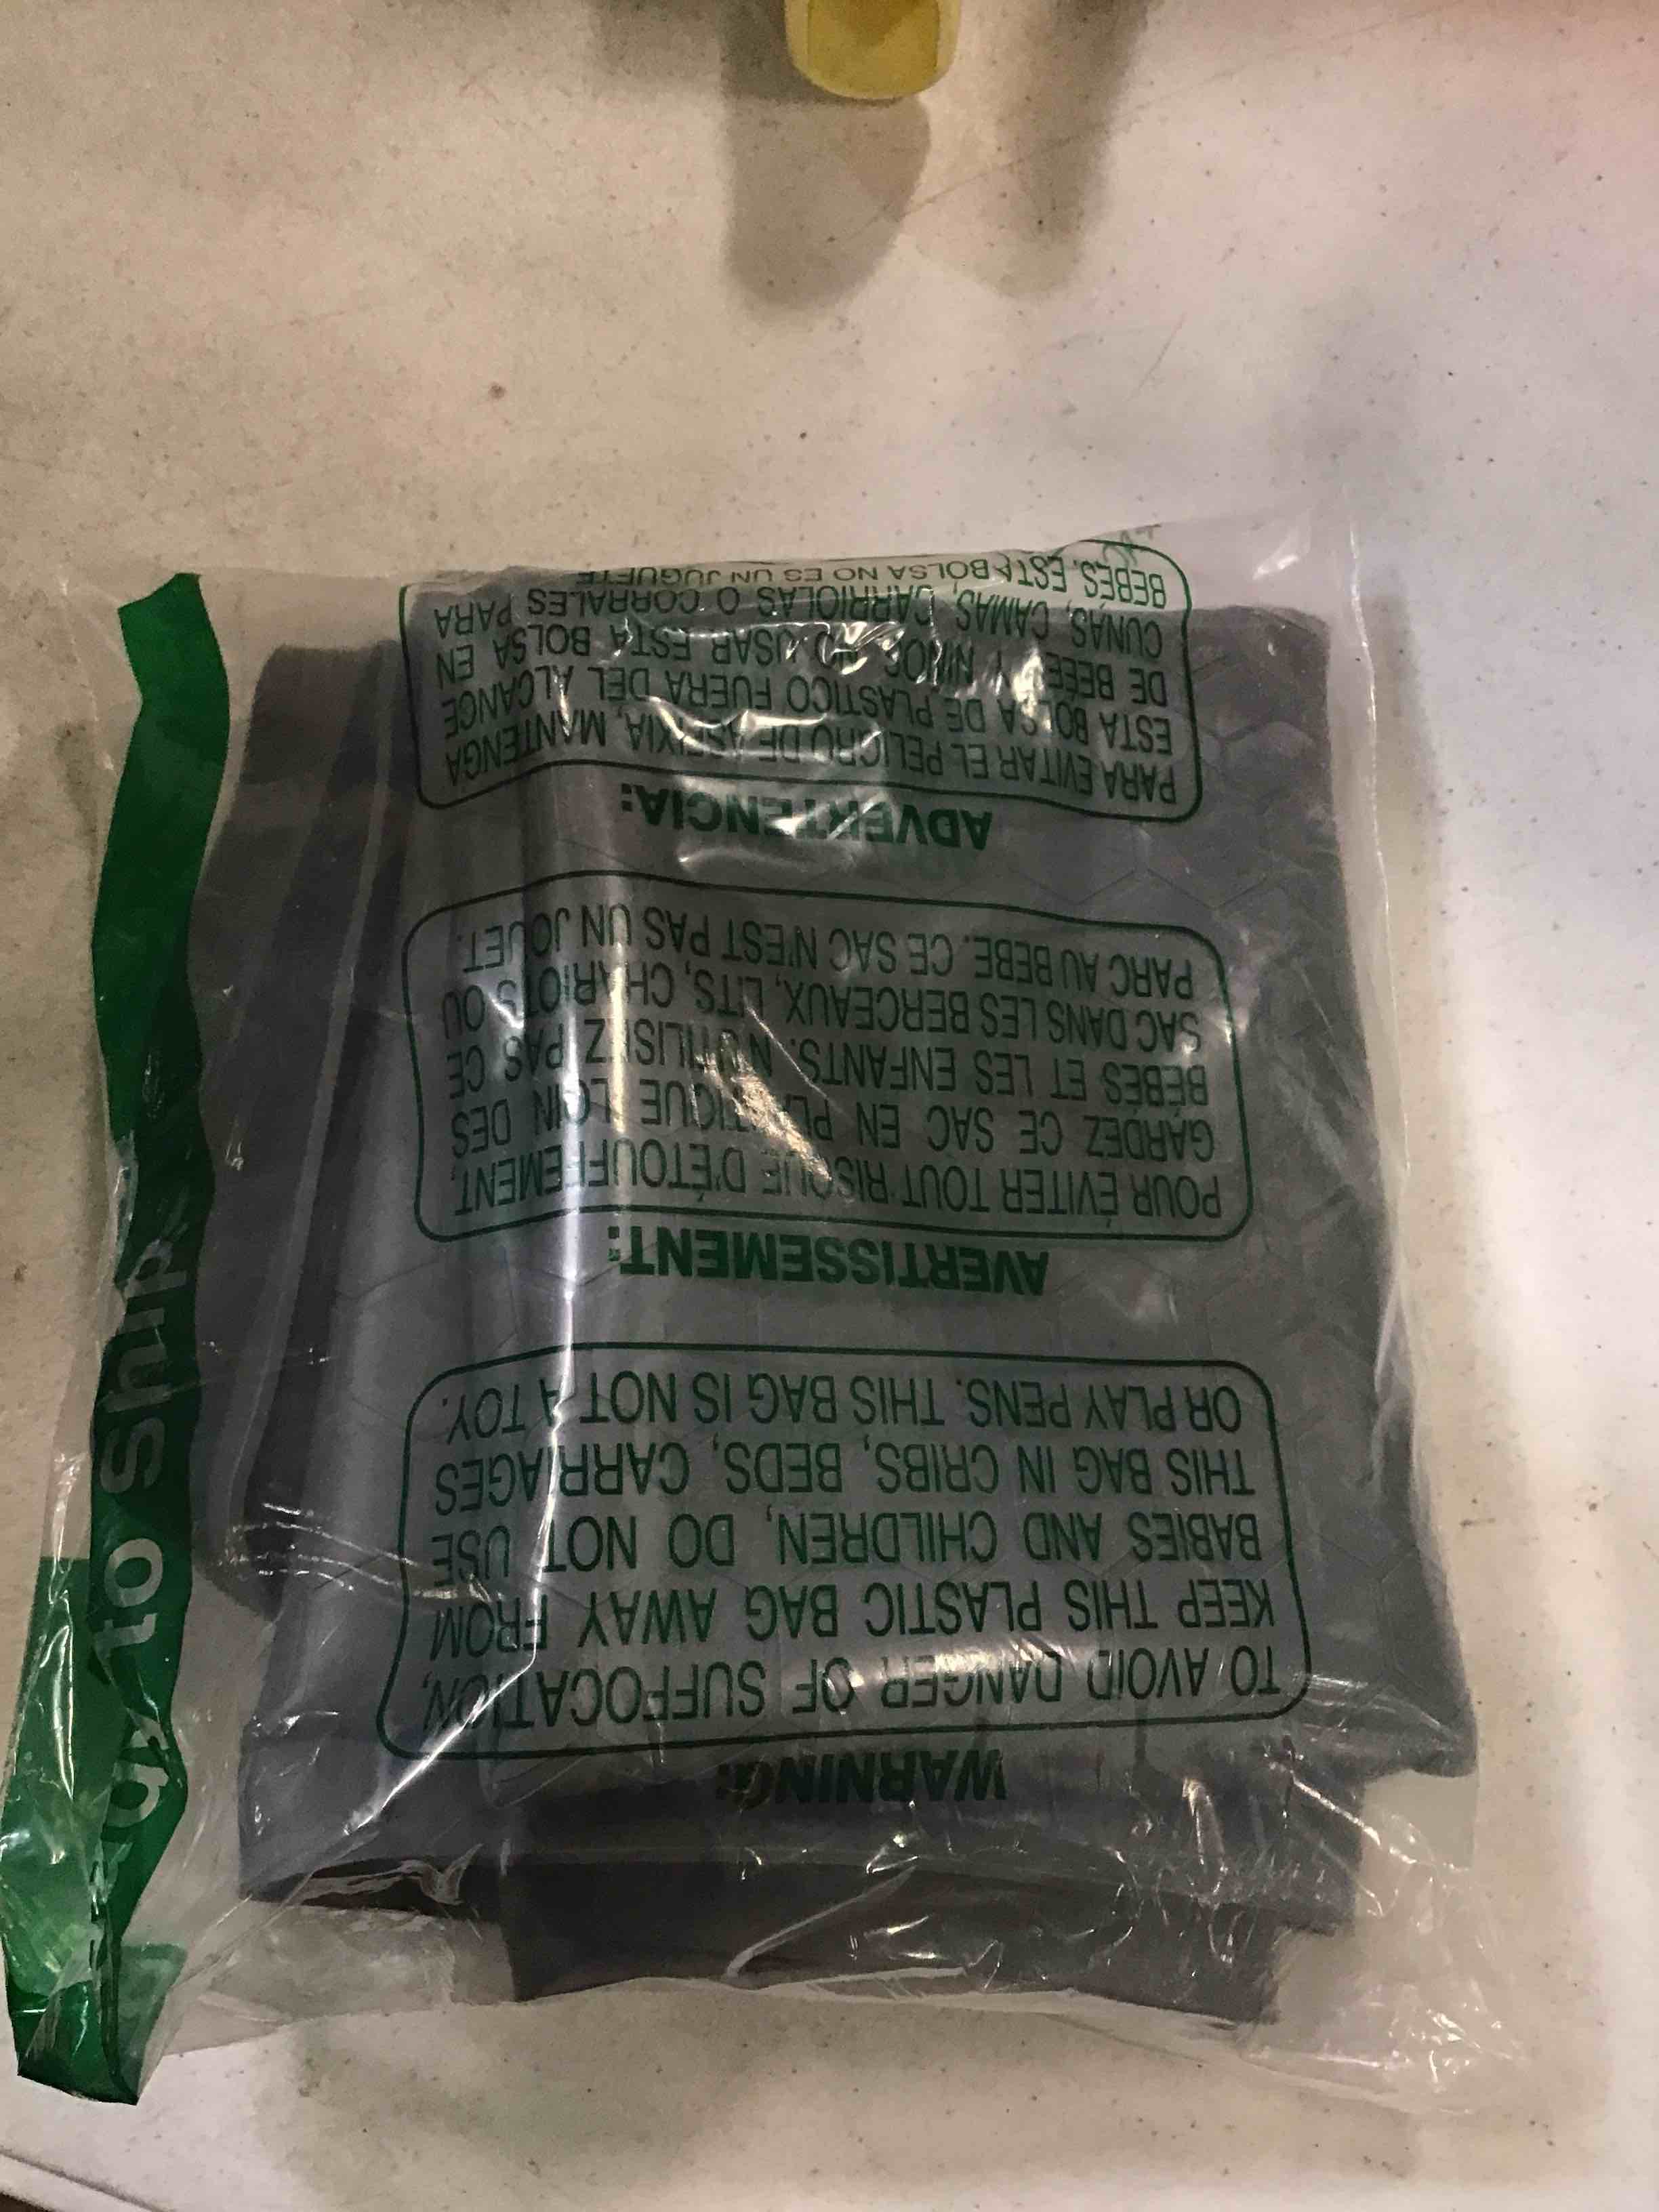 WARNING:
TO AVOID DANGER OF SUFFOCATION,
KEEP THIS PLASTIC BAG AWAY FROM
BABIES AND CHILDREN, DO NOT USE
THIS BAG IN CRIBS, BEDS, CARRIAGES
OR PLAY PENS. THIS BAG IS NOT A TOY.
AVERTISSEMENT:
POUR ÉVITER TOUT RISQUE D'ÉTOUFFEMENT,
GARDEZ CE SAC EN PLASTIQUE LOIN DES
BÉBÉS ET LES ENFANTS. N'UTILISEZ PAS CE
SAC DANS LES BERCEAUX, LITS, CHARIOTS OU
PARC AU BEBE. CE SAC N'EST PAS UN JOUET.
ADVERTENCIA:
PARA EVITAR EL PELIGRO DE ASFIXIA, MANTENGA
ESTA BOLSA DE PLASTICO FUERA DEL ALCANCE
DE BEBES Y NINOS NO USAR ESTA BOLSA EN
CUNAS, CAMAS, CARRIOLAS O CORRALES PARA
BEBES. ESTA BOLSA NO ES UN JUGUETE
to Ship